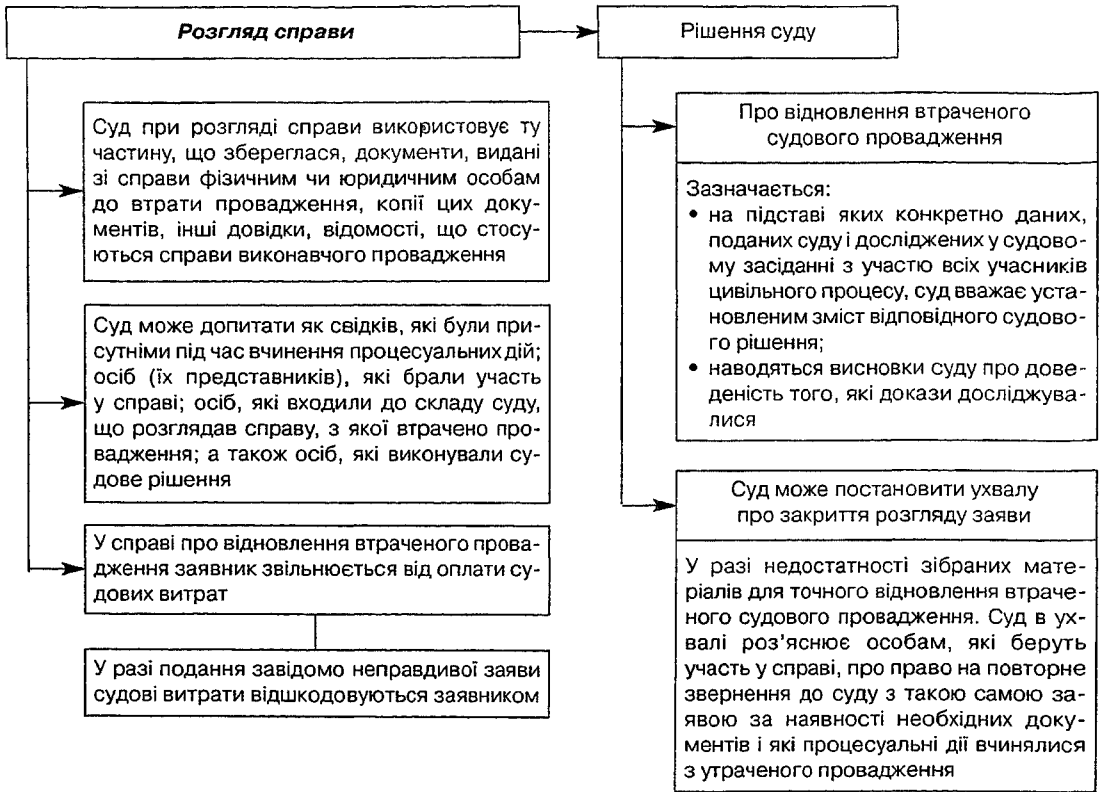 Розгляд справи
Рішення суду
Суд при розгляді справи використовує ту
частину, що збереглася, документи, видані
зі справи фізичним чи юридичним особам
до втрати провадження, копії цих доку-
ментів, інші довідки, відомості, що стосу-
ються справи виконавчого провадження
Суд може допитати як свідків, які були при-
сутніми під час вчинення процесуальних дій;
осіб (їх представників), які брали участь
у справі; осіб, які входили до складу суду,
що розглядав справу, з якої втрачено про-
вадження; а також осіб, які виконували су-
дове рішення
У справі про відновлення втраченого прова-
дження заявник звільнюється від оплати су-
дових витрат
У разі подання завідомо неправдивої заяви
судові витрати відшкодовуються заявником
Про відновлення втраченого
судового провадження
Зазначається:
• на підставі яких конкретно даних,
поданих суду і досліджених у судово-
му засіданні з участю всіх учасників
цивільного процесу, суд вважає уста-
новленим зміст відповідного судово-
го рішення;
• наводяться висновки суду про дове-
деність того, які докази досліджува-
лися
Суд може постановити ухвалу
про закриття розгляду заяви
У разі недостатності зібраних мате-
ріалів для точного відновлення втраче-
ного судового провадження. Суд в ух-
валі роз’яснює особам, які беруть
участь у справі, про право на повторне
звернення до суду з такою самою за-
явою за наявності необхідних доку-
ментів і які процесуальні дії вчинялися
з утраченого провадження